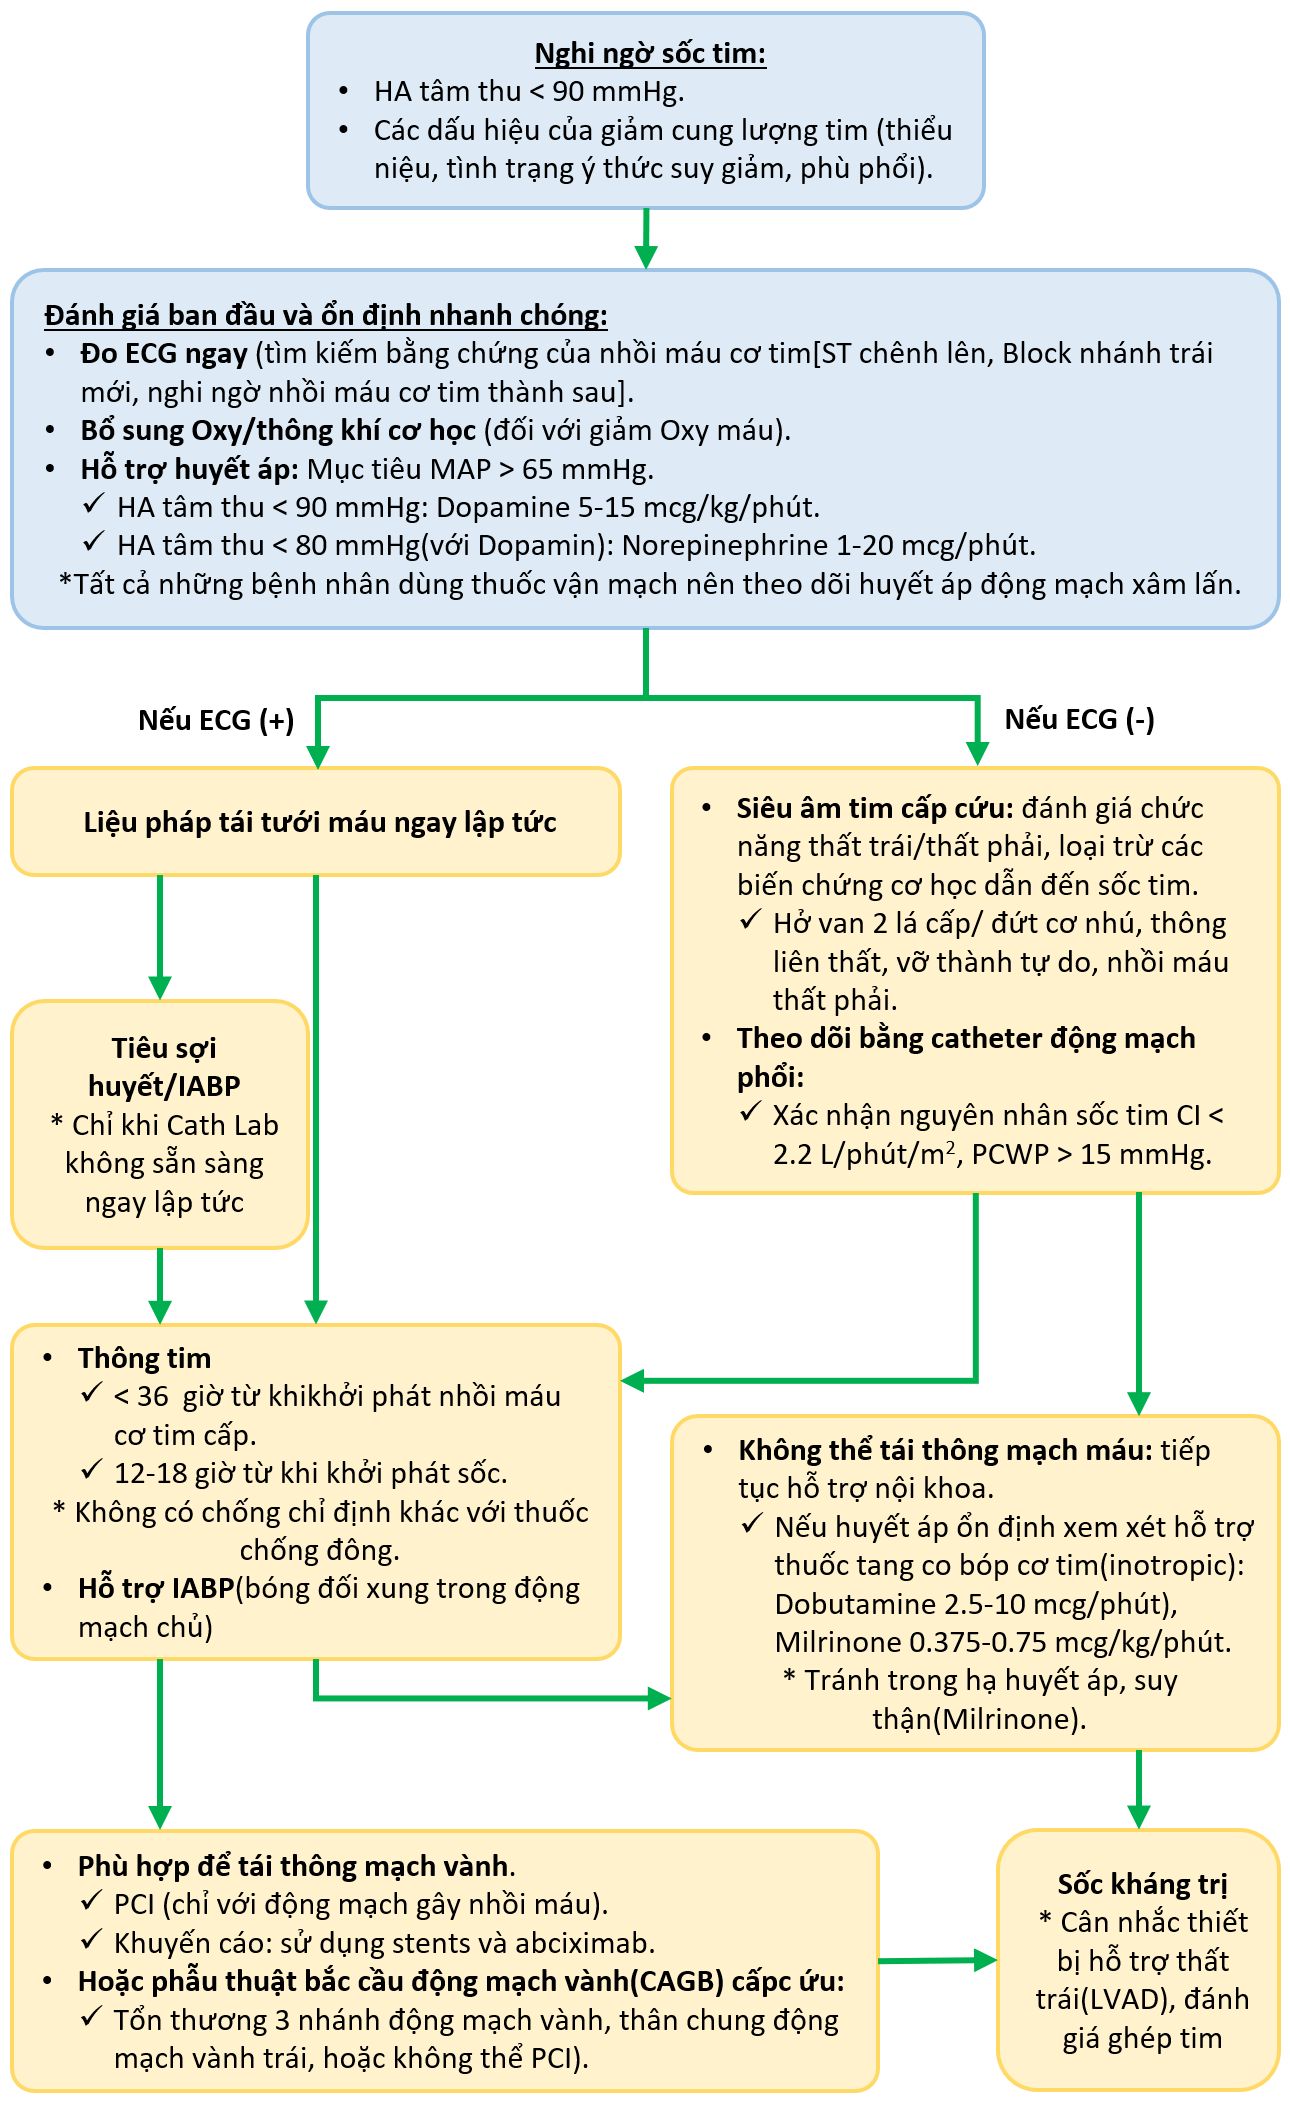 Nghi ngờ sốc tim:
• HA tâm thu < 90 mmHg.
• Các dấu hiệu của giảm cung lượng tim (thiểu
niệu, tình trạng ý thức suy giảm, phù phổi).
Đánh giá ban đầu và ổn định nhanh chóng:
• Đo ECG ngay (tìm kiếm bằng chứng của nhồi máu cơ tim[ST chênh lên, Block nhánh trái
mới, nghi ngờ nhồi máu cơ tim thành sau].
• Bổ sung Oxy/thông khí cơ học (đối với giảm Oxy máu).
• Hỗ trợ huyết áp: Mục tiêu MAP > 65 mmHg.
✓ HA tâm thu < 90 mmHg: Dopamine 5-15 mcg/kg/phút.
✓ HA tâm thu < 80 mmHg(với Dopamin): Norepinephrine 1-20 mcg/phút.
*Tất cả những bệnh nhân dùng thuốc vận mạch nên theo dõi huyết áp động mạch xâm lấn.
Nếu ECG (+)
Nếu ECG (-)
Liệu pháp tái tưới máu ngay lập tức
• Siêu âm tim cấp cứu: đánh giá chức
năng thất trái/thất phải, loại trừ các
biến chứng cơ học dẫn đến sốc tim.
✓ Hở van 2 lá cấp/ đứt cơ nhú, thông
liên thất, vỡ thành tự do, nhồi máu
thất phải.
• Theo dõi bằng catheter động mạch
phổi:
✓ Xác nhận nguyên nhân sốc tim CI <
2.2 L/phút/m², PCWP > 15 mmHg.
Tiêu sợi
huyết/IABP
* Chỉ khi Cath Lab
không sẵn sàng
ngay lập tức
• Thông tim
✓ < 36 giờ từ khikhởi phát nhồi máu
cơ tim cấp.
✓ 12-18 giờ từ khi khởi phát sốc.
* Không có chống chỉ định khác với thuốc
chống đông.
• Hỗ trợ IABP(bóng đối xung trong động
mạch chủ)
• Không thể tái thông mạch máu: tiếp
tục hỗ trợ nội khoa.
✓ Nếu huyết áp ổn định xem xét hỗ trợ
thuốc tang co bóp cơ tim(inotropic):
Dobutamine 2.5-10 mcg/phút),
Milrinone 0.375-0.75 mcg/kg/phút.
* Tránh trong hạ huyết áp, suy
thận(Milrinone).
• Phù hợp để tái thông mạch vành.
✓ PCI (chỉ với động mạch gây nhồi máu).
✓ Khuyến cáo: sử dụng stents và abciximab.
• Hoặc phẫu thuật bắc cầu động mạch vành(CAGB) cấpc ứu:
✓ Tổn thương 3 nhánh động mạch vành, thân chung động
mạch vành trái, hoặc không thể PCI).
Sốc kháng trị
* Cân nhắc thiết
bị hỗ trợ thất
trái(LVAD), đánh
giá ghép tim